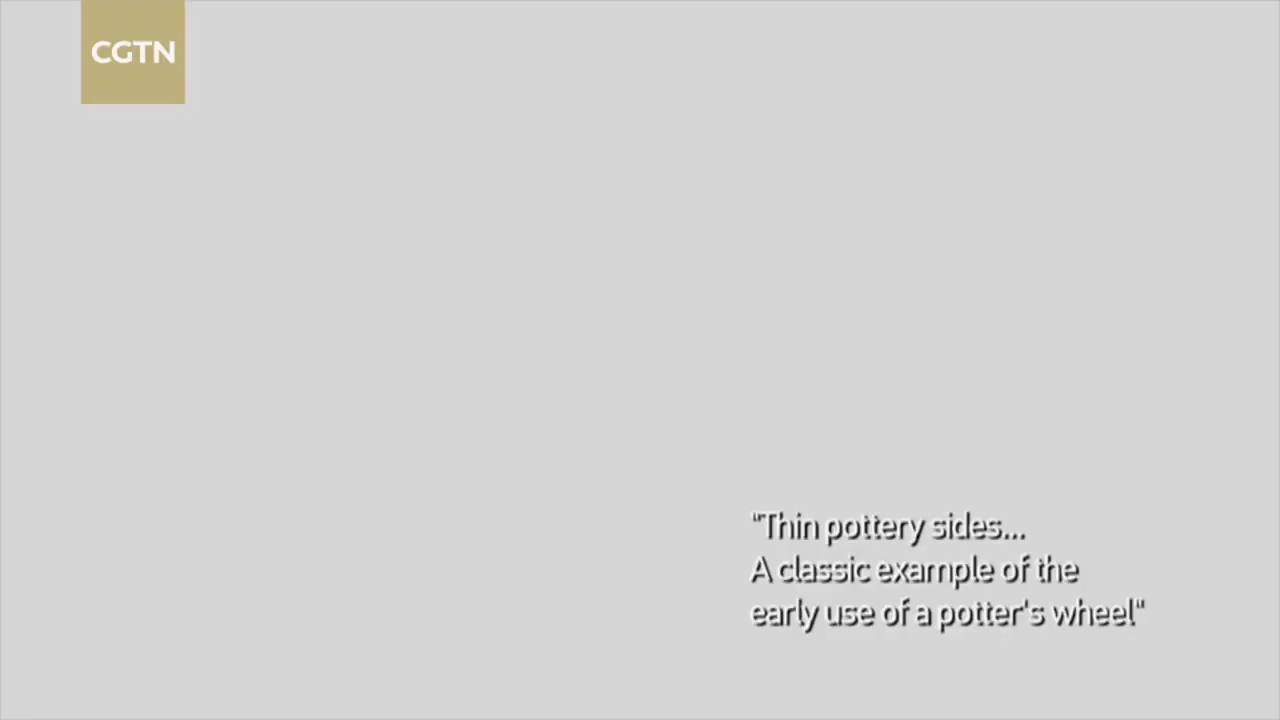 CGTN
"Thin pottery sides...
A classic example of the
early use of a potter's wheel"